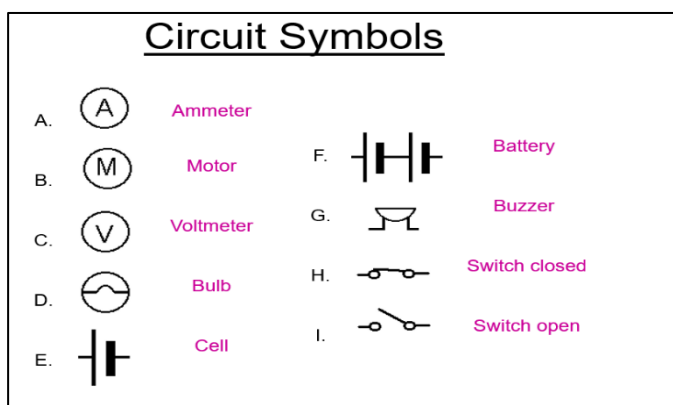 Circuit Symbols
A. A Ammeter
B. M Motor
C. V Voltmeter
D. Bulb
E. Cell
F. Battery
G. Buzzer
H. Switch closed
I. Switch open